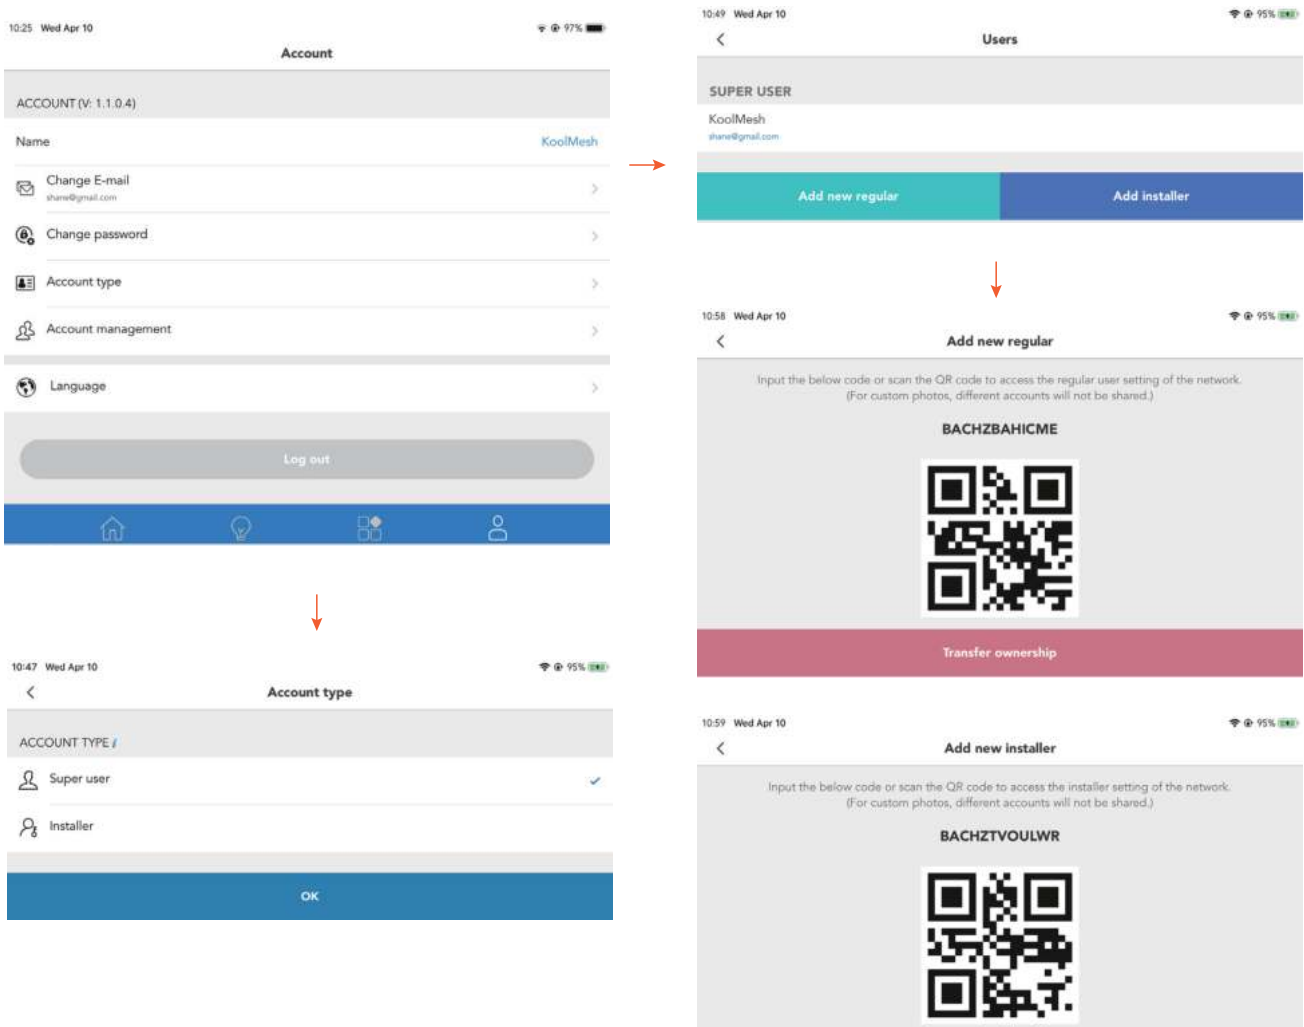 10:25 Wed Apr 10
97%
Account
ACCOUNT (V: 1.1.0.4)
Name
KoolMesh
Change E-mail
shane@gmail.com
Change password
Account type
Account management
Language
Log out
10:47 Wed Apr 10
95%
Account type
ACCOUNT TYPE i
Super user
Installer
OK
10:49 Wed Apr 10
95%
Users
SUPER USER
KoolMesh
shane@gmail.com
Add new regular
Add installer
10:58 Wed Apr 10
95%
Add new regular
Input the below code or scan the QR code to access the regular user setting of the network.
(For custom photos, different accounts will not be shared.)
BACHZBAHICME
Transfer ownership
10:59 Wed Apr 10
95%
Add new installer
Input the below code or scan the QR code to access the installer setting of the network.
(For custom photos, different accounts will not be shared.)
BACHZTVOULWR